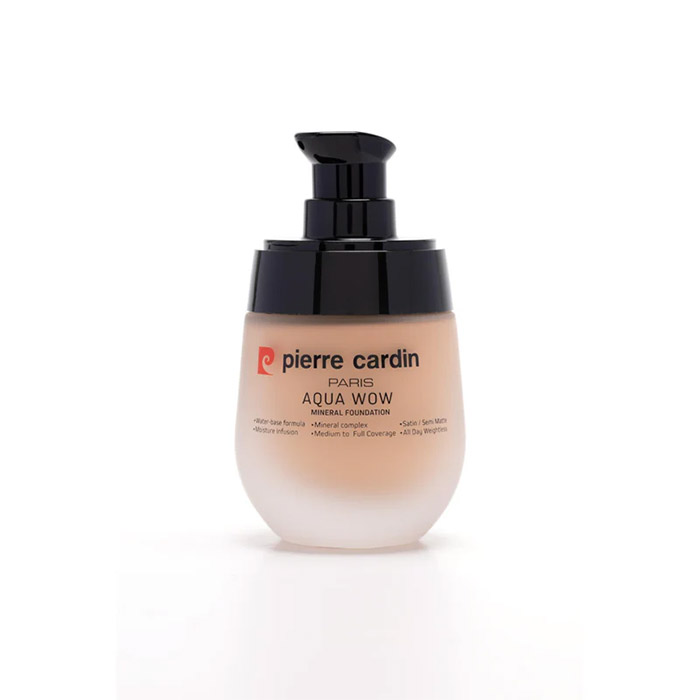 pierre cardin
PARIS
AQUA WOW
MINERAL FOUNDATION
•Water-base formula •Mineral complex •Satin / Semi Matte
•Moisture Infusion •Medium to Full Coverage •All Day Weightless